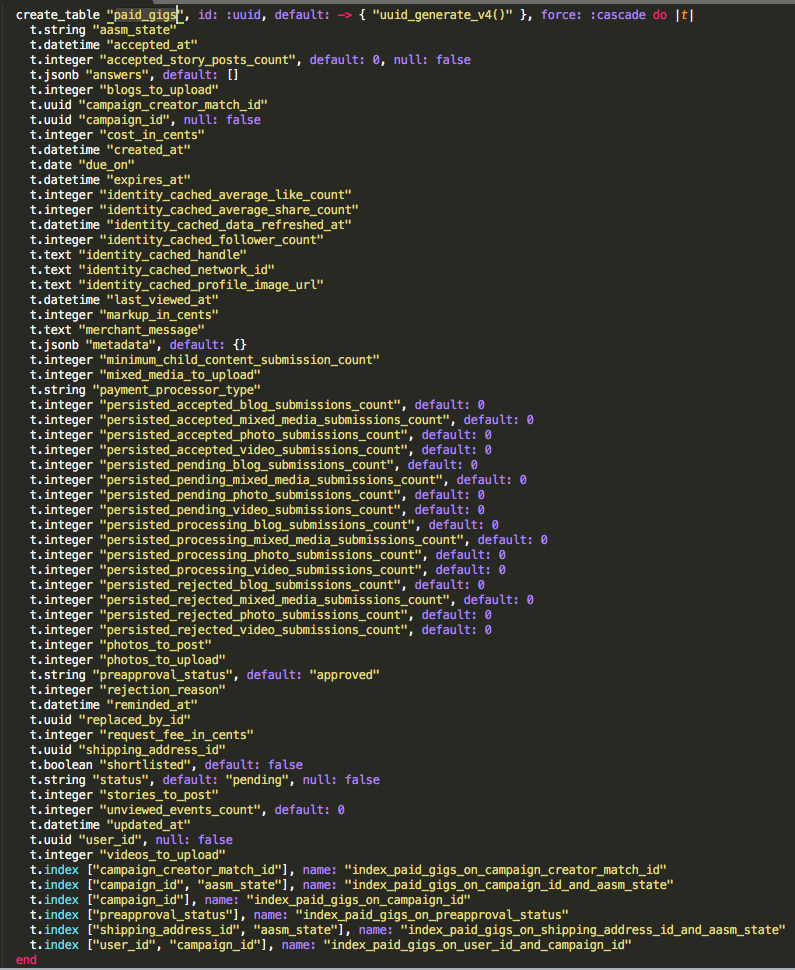 create_table "paid_gigs", id: :uuid, default: -> { "uuid_generate_v4()" }, force: :cascade do |t|
t.string "aasm_state"
t.datetime "accepted_at"
t.integer "accepted_story_posts_count", default: 0, null: false
t.jsonb "answers", default: []
t.integer "blogs_to_upload"
t.uuid "campaign_creator_match_id"
t.uuid "campaign_id", null: false
t.integer "cost_in_cents"
t.datetime "created_at"
t.date "due_on"
t.datetime "expires_at"
t.integer "identity_cached_average_like_count"
t.integer "identity_cached_average_share_count"
t.datetime "identity_cached_data_refreshed_at"
t.integer "identity_cached_follower_count"
t.text "identity_cached_handle"
t.text "identity_cached_network_id"
t.text "identity_cached_profile_image_url"
t.datetime "last_viewed_at"
t.integer "markup_in_cents"
t.text "merchant_message"
t.jsonb "metadata", default: {}
t.integer "minimum_child_content_submission_count"
t.integer "mixed_media_to_upload"
t.string "payment_processor_type"
t.integer "persisted_accepted_blog_submissions_count", default: 0
t.integer "persisted_accepted_mixed_media_submissions_count", default: 0
t.integer "persisted_accepted_photo_submissions_count", default: 0
t.integer "persisted_accepted_video_submissions_count", default: 0
t.integer "persisted_pending_blog_submissions_count", default: 0
t.integer "persisted_pending_mixed_media_submissions_count", default: 0
t.integer "persisted_pending_photo_submissions_count", default: 0
t.integer "persisted_pending_video_submissions_count", default: 0
t.integer "persisted_processing_blog_submissions_count", default: 0
t.integer "persisted_processing_mixed_media_submissions_count", default: 0
t.integer "persisted_processing_photo_submissions_count", default: 0
t.integer "persisted_processing_video_submissions_count", default: 0
t.integer "persisted_rejected_blog_submissions_count", default: 0
t.integer "persisted_rejected_mixed_media_submissions_count", default: 0
t.integer "persisted_rejected_photo_submissions_count", default: 0
t.integer "persisted_rejected_video_submissions_count", default: 0
t.integer "photos_to_post"
t.integer "photos_to_upload"
t.string "preapproval_status", default: "approved"
t.integer "rejection_reason"
t.datetime "reminded_at"
t.uuid "replaced_by_id"
t.integer "request_fee_in_cents"
t.uuid "shipping_address_id"
t.boolean "shortlisted", default: false
t.string "status", default: "pending", null: false
t.integer "stories_to_post"
t.integer "unviewed_events_count", default: 0
t.datetime "updated_at"
t.uuid "user_id", null: false
t.integer "videos_to_upload"
t.index ["campaign_creator_match_id"], name: "index_paid_gigs_on_campaign_creator_match_id"
t.index ["campaign_id", "aasm_state"], name: "index_paid_gigs_on_campaign_id_and_aasm_state"
t.index ["campaign_id"], name: "index_paid_gigs_on_campaign_id"
t.index ["preapproval_status"], name: "index_paid_gigs_on_preapproval_status"
t.index ["shipping_address_id", "aasm_state"], name: "index_paid_gigs_on_shipping_address_id_and_aasm_state"
t.index ["user_id", "campaign_id"], name: "index_paid_gigs_on_user_id_and_campaign_id"
end